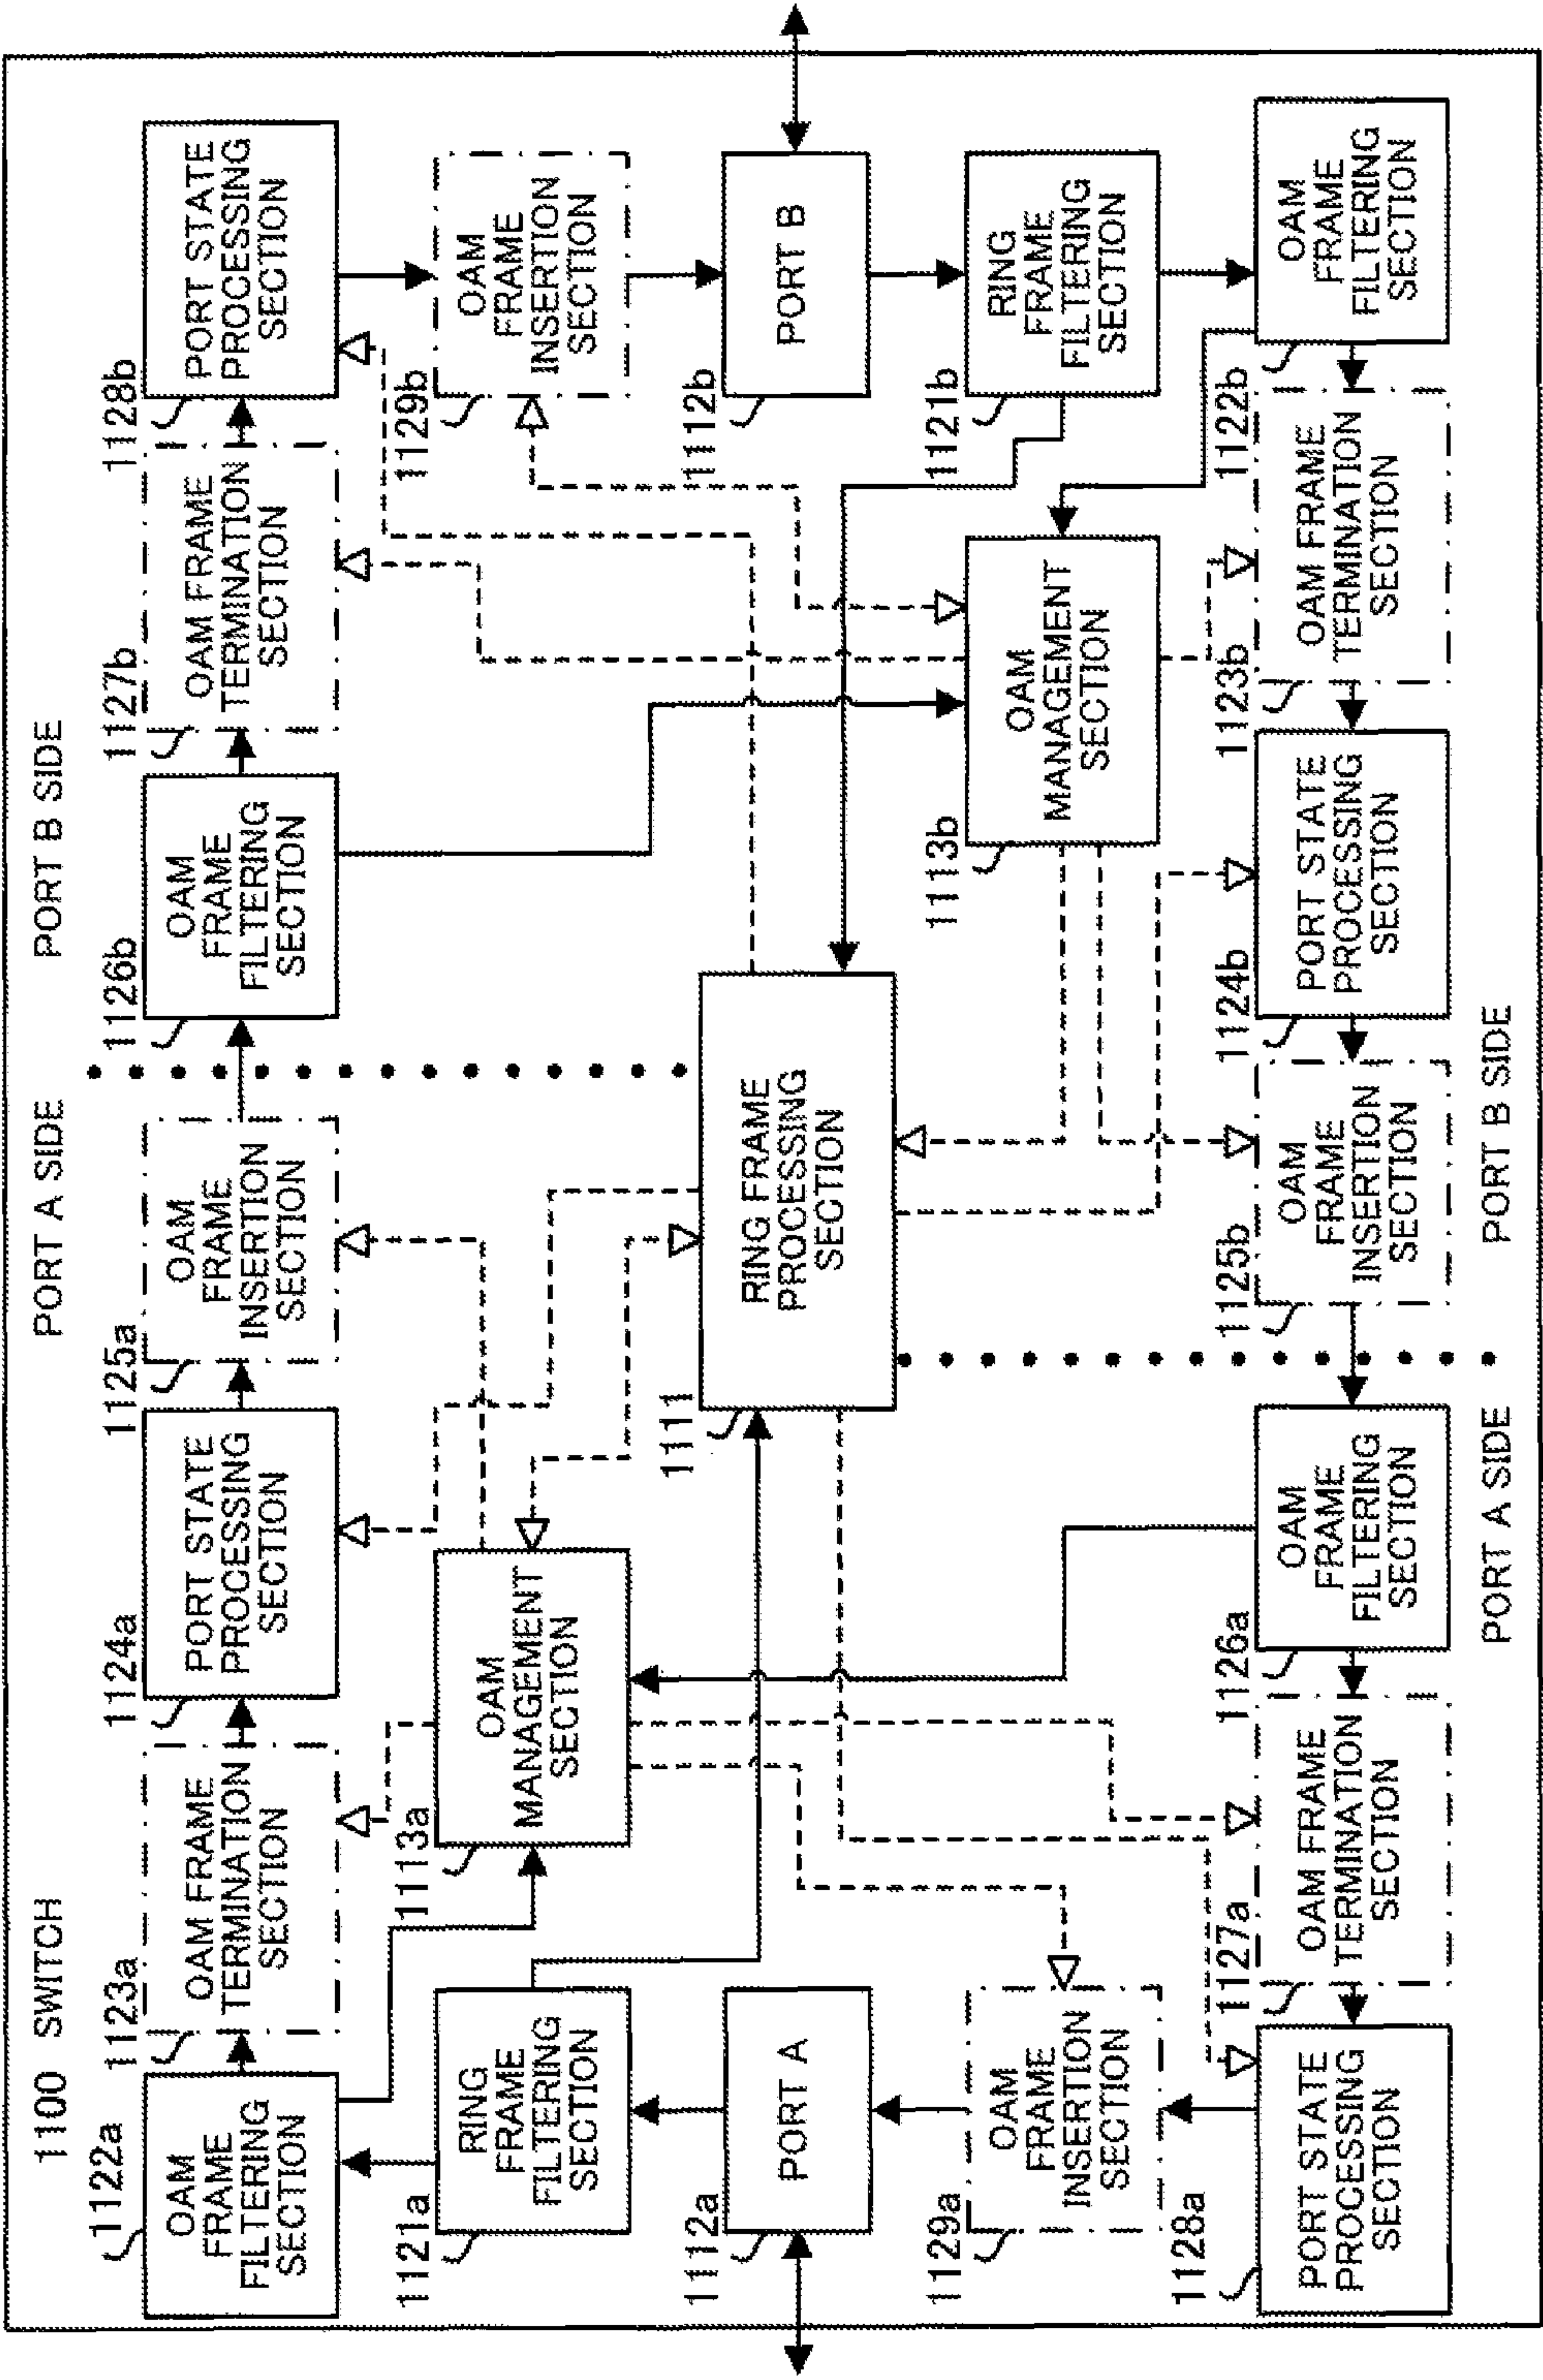 1100 SWITCH
PORT A SIDE
PORT B SIDE
1122a
OAM
FRAME
FILTERING
SECTION
1123a
OAM FRAME
TERMINATION
SECTION
1124a
PORT STATE
PROCESSING
SECTION
1125a
OAM
FRAME
INSERTION
SECTION
1126b
OAM
FRAME
FILTERING
SECTION
1127b
OAM FRAME
TERMINATION
SECTION
1128b
PORT STATE
PROCESSING
SECTION
1121a
RING
FRAME
FILTERING
SECTION
1113a
OAM
MANAGEMENT
SECTION
1129b
OAM
FRAME
INSERTION
SECTION
1112a
PORT A
1111
RING FRAME
PROCESSING
SECTION
1112b
PORT B
1129a
OAM
FRAME
INSERTION
SECTION
1113b
OAM
MANAGEMENT
SECTION
1121b
RING
FRAME
FILTERING
SECTION
1128a
PORT STATE
PROCESSING
SECTION
1127a
OAM FRAME
TERMINATION
SECTION
1126a
OAM
FRAME
FILTERING
SECTION
1125b
OAM
FRAME
INSERTION
SECTION
1124b
PORT STATE
PROCESSING
SECTION
1123b
OAM FRAME
TERMINATION
SECTION
1122b
OAM
FRAME
FILTERING
SECTION
PORT A SIDE
PORT B SIDE